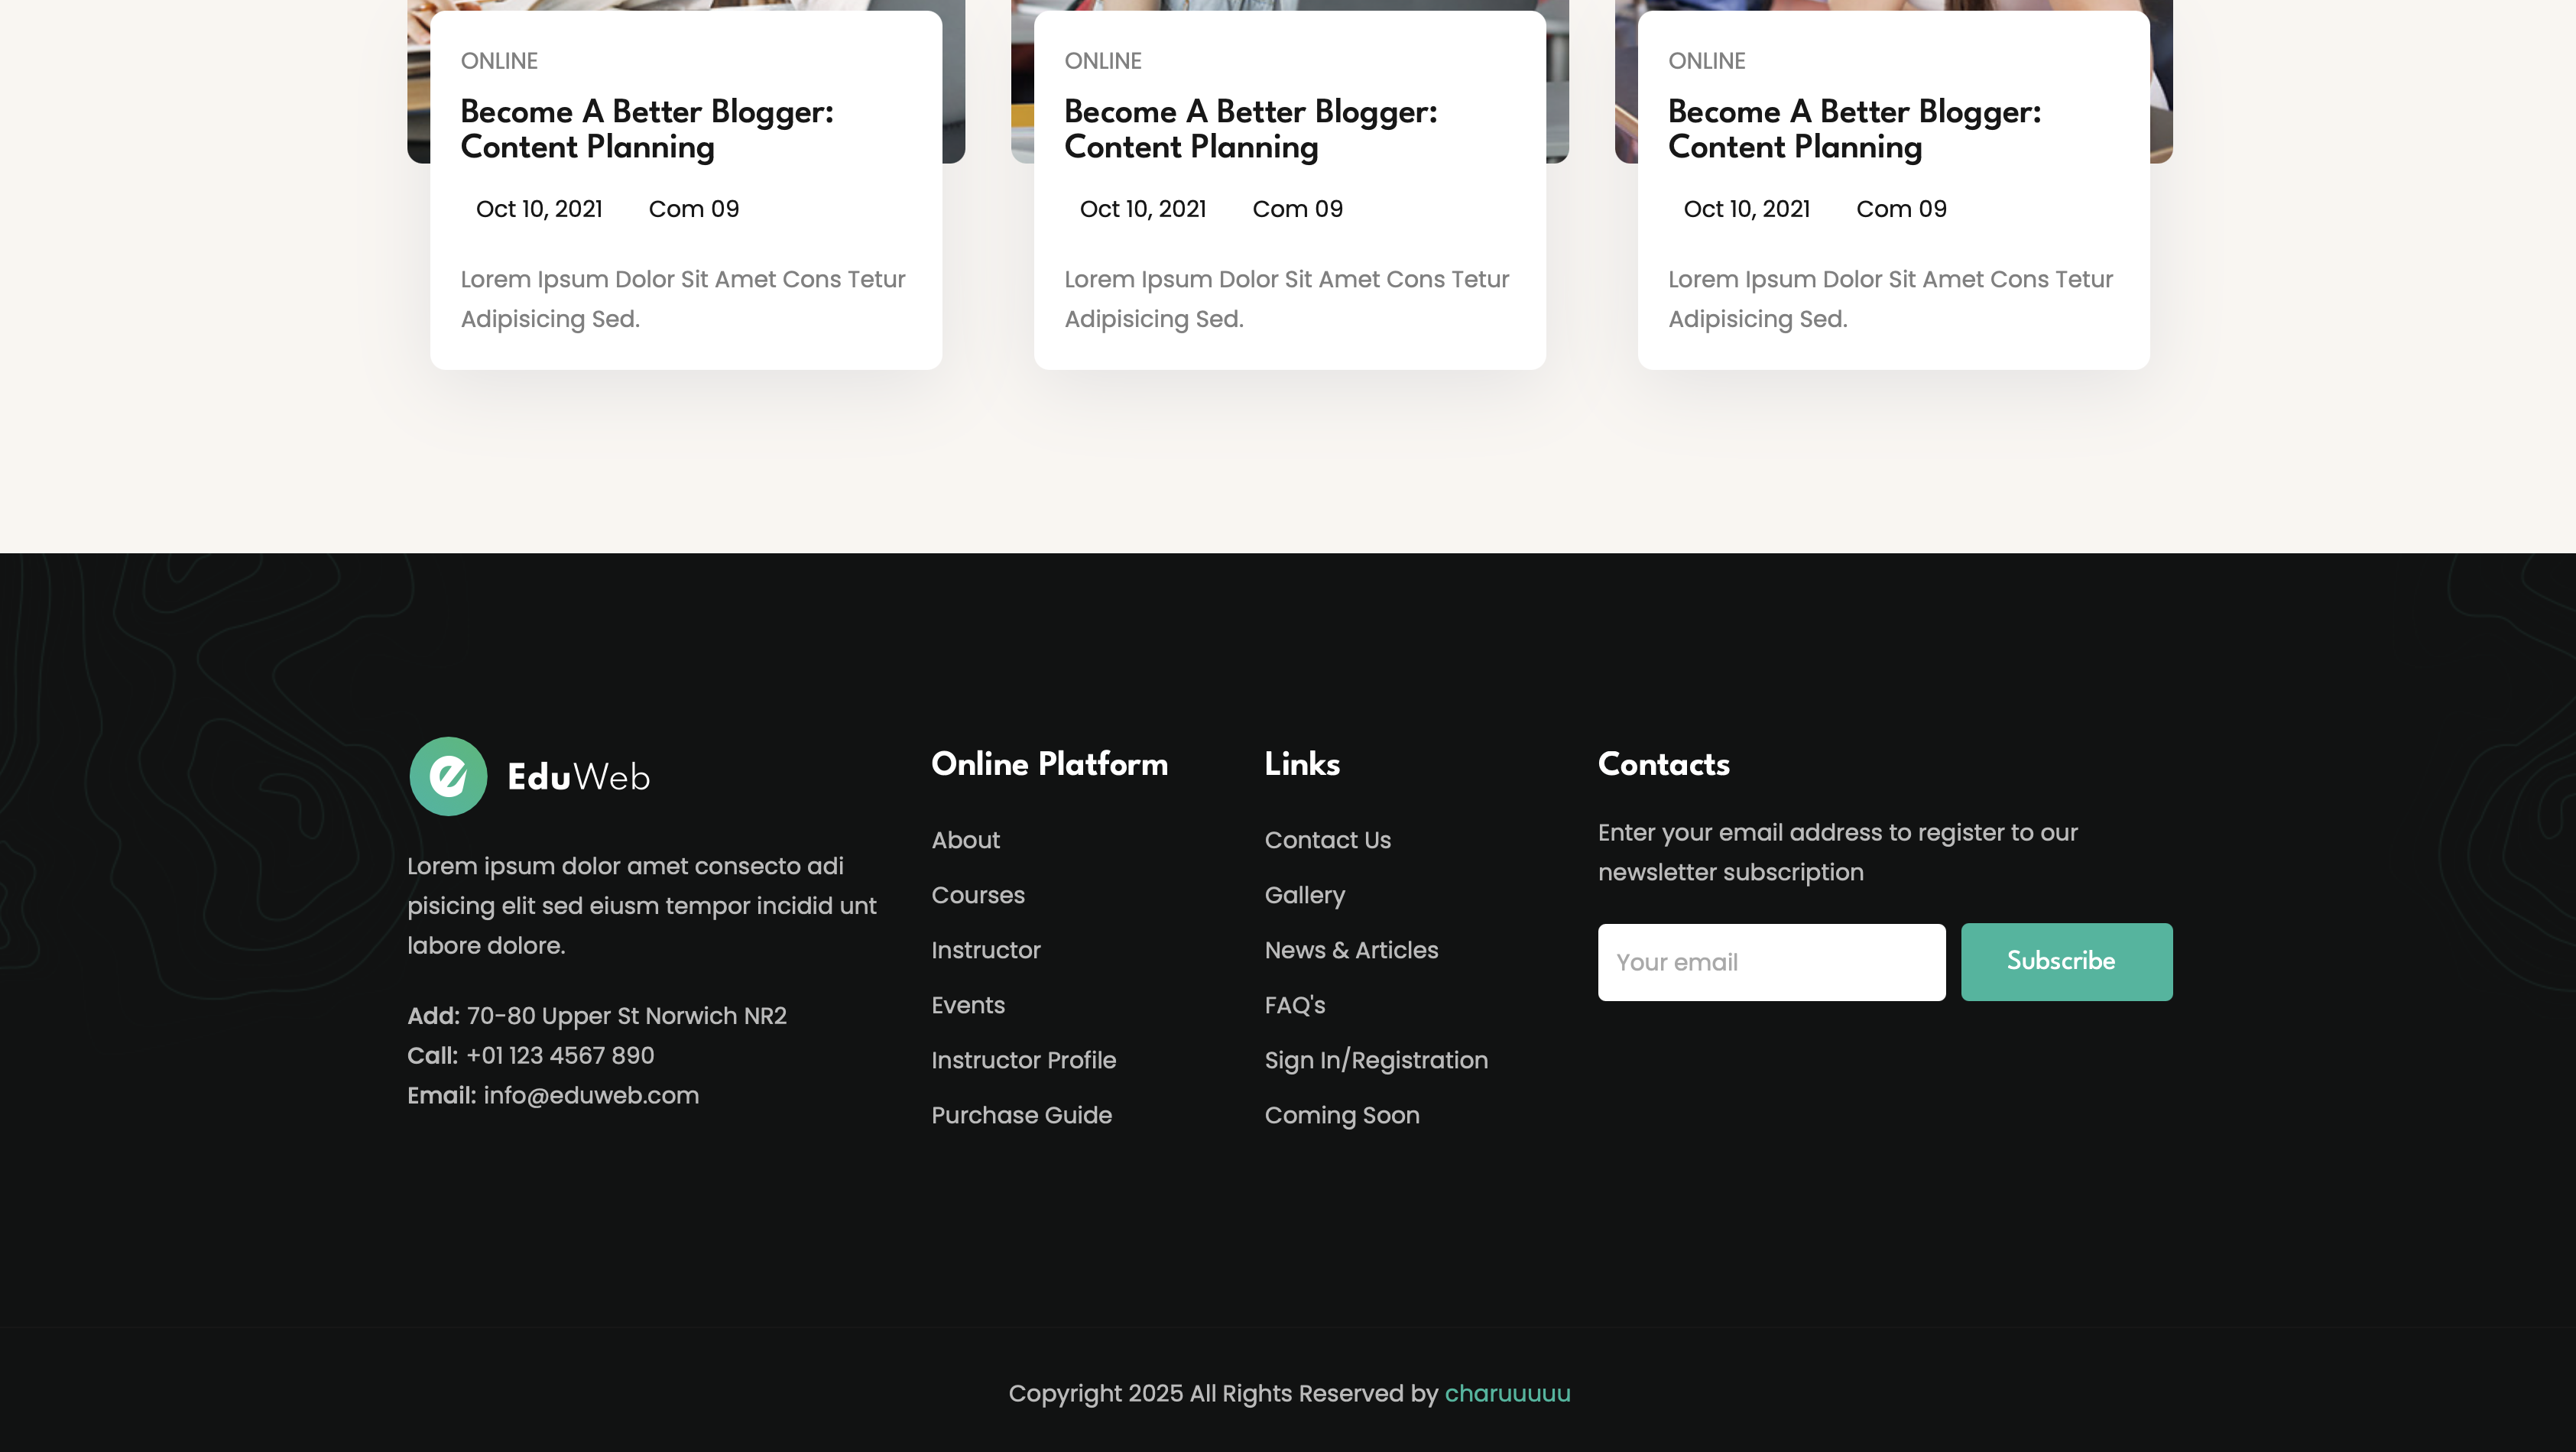 ONLINE
Become A Better Blogger:
Content Planning
Oct 10, 2021 Com 09
Lorem Ipsum Dolor Sit Amet Cons Tetur
Adipisicing Sed.
ONLINE
Become A Better Blogger:
Content Planning
Oct 10, 2021 Com 09
Lorem Ipsum Dolor Sit Amet Cons Tetur
Adipisicing Sed.
ONLINE
Become A Better Blogger:
Content Planning
Oct 10, 2021 Com 09
Lorem Ipsum Dolor Sit Amet Cons Tetur
Adipisicing Sed.
EduWeb
Lorem ipsum dolor amet consecto adi
pisicing elit sed eiusm tempor incidid unt
labore dolore.
Add: 70-80 Upper St Norwich NR2
Call: +01 123 4567 890
Email: info@eduweb.com
Online Platform
About
Courses
Instructor
Events
Instructor Profile
Purchase Guide
Links
Contact Us
Gallery
News & Articles
FAQ's
Sign In/Registration
Coming Soon
Contacts
Enter your email address to register to our
newsletter subscription
Your email
Subscribe
Copyright 2025 All Rights Reserved by charuuuuu